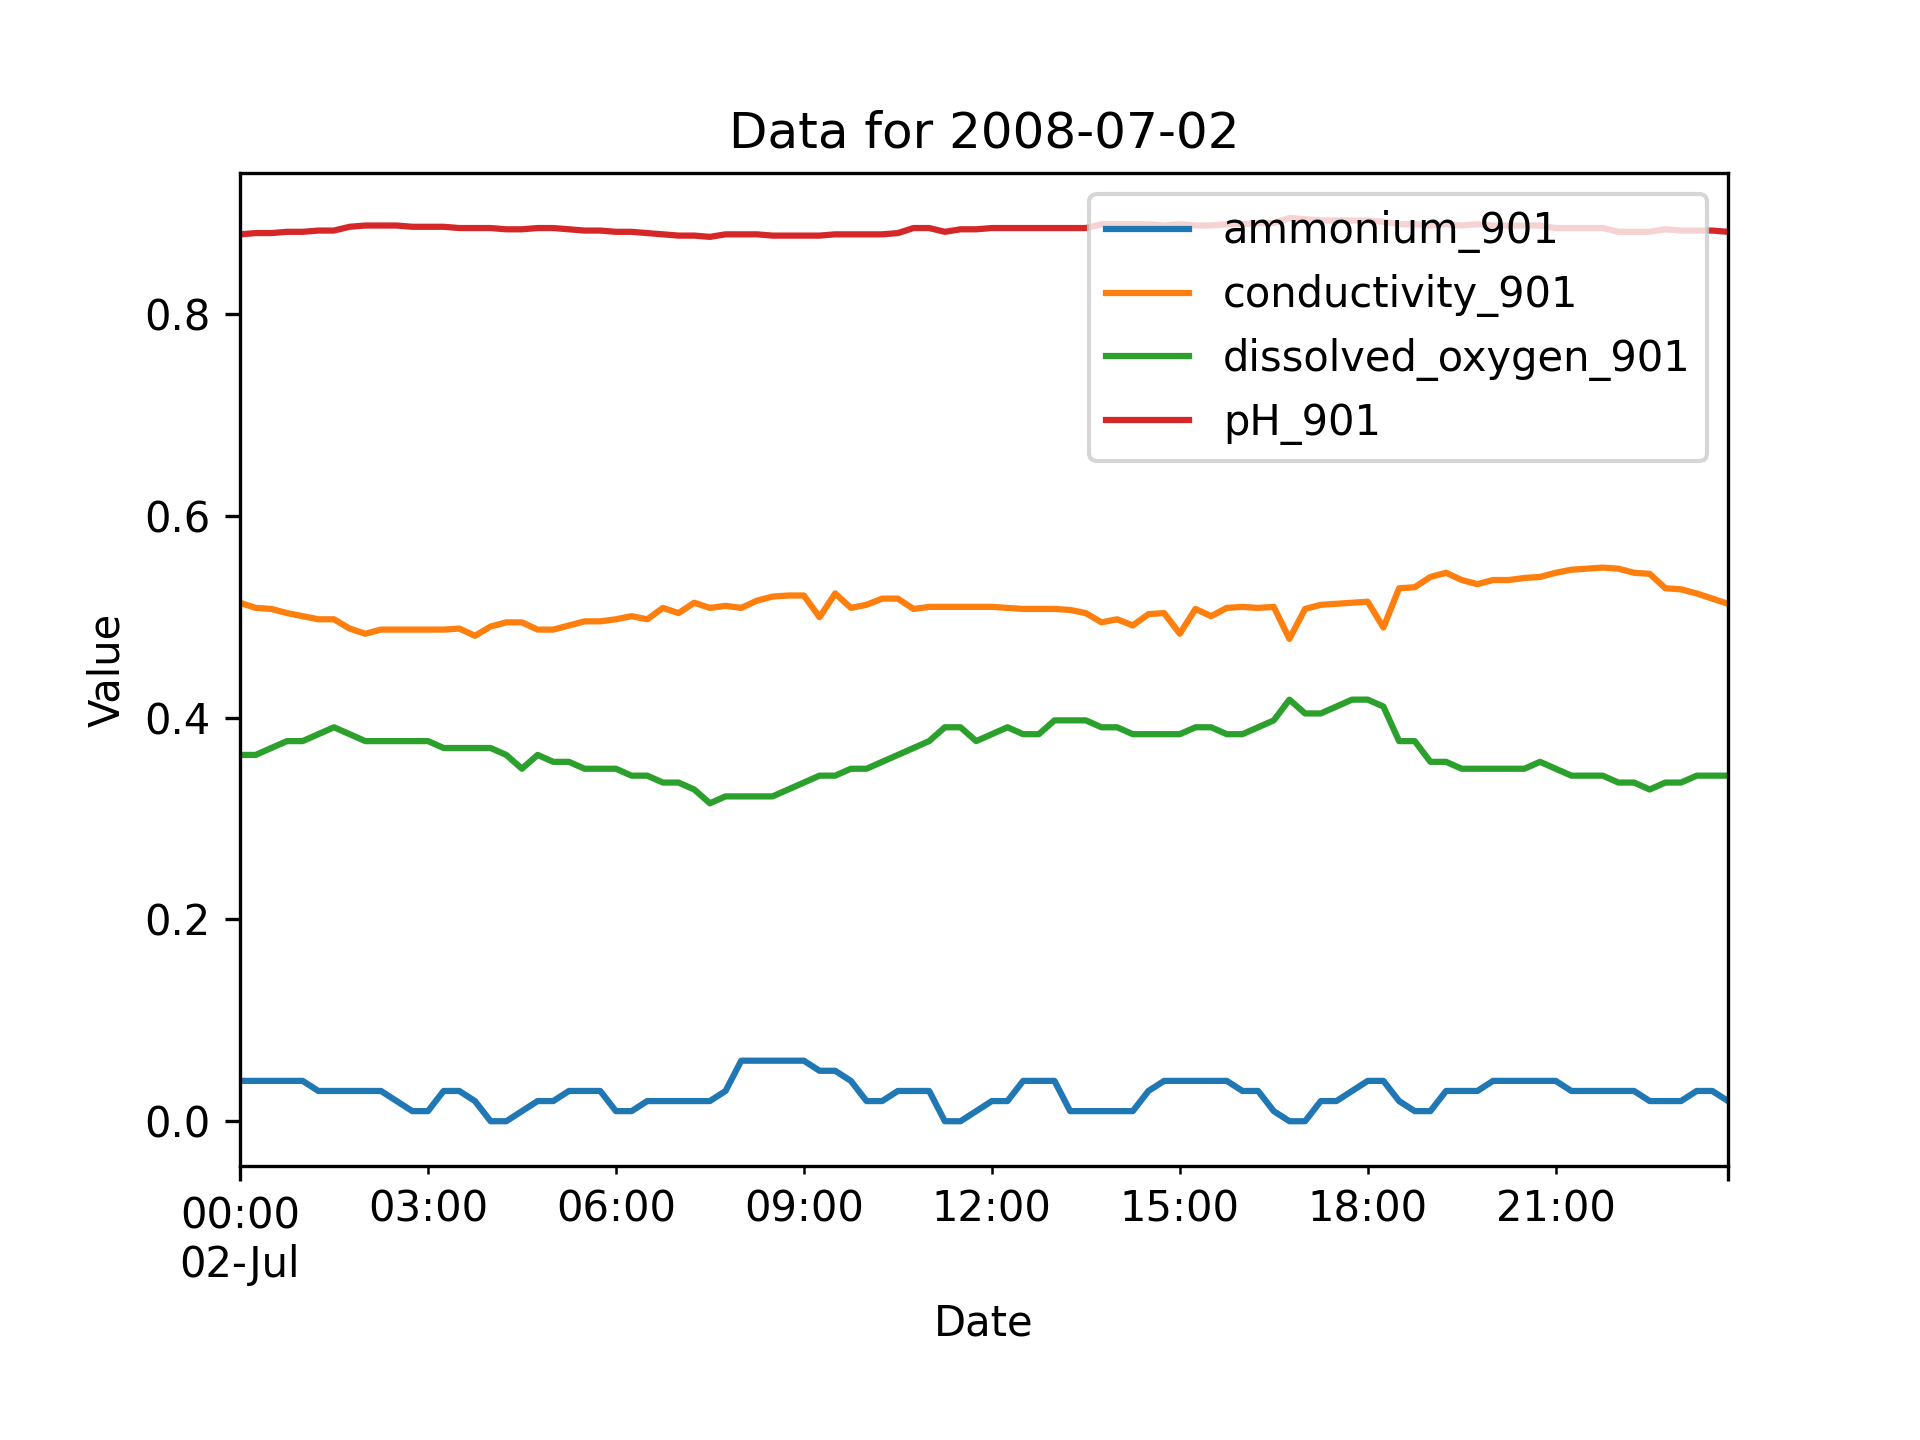 Data for 2008-07-02
ammonium_901
conductivity_901
dissolved_oxygen_901
pH_901
Value
0.8
0.6
0.4
0.2
0.0
00:00 03:00 06:00 09:00 12:00 15:00 18:00 21:00
02-Jul
Date